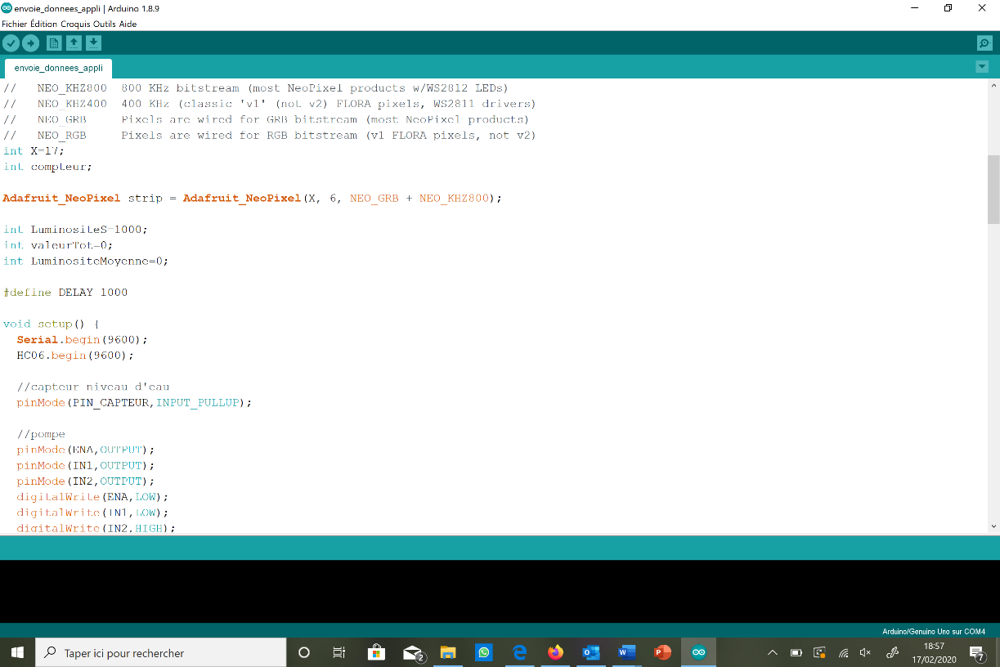 envoie_donnees_appli | Arduino 1.8.9
Fichier Édition Croquis Outils Aide
envoie_donnees_appli
// NEO_KHZ800 800 KHz bitstream (most NeoPixel products w/WS2812 LEDs)
// NEO_KHZ400 400 KHz (classic 'v1' (not v2) FLORA pixels, WS2811 drivers)
// NEO_GRB Pixels are wired for GRB bitstream (most NeoPixel products)
// NEO_RGB Pixels are wired for RGB bitstream (v1 FLORA pixels, not v2)
int X=17;
int compteur;
Adafruit_NeoPixel strip = Adafruit_NeoPixel(X, 6, NEO_GRB + NEO_KHZ800);
int LuminositeS=1000;
int valeurTot=0;
int LuminositeMoyenne=0;
#define DELAY 1000
void setup() {
Serial.begin(9600);
HC06.begin(9600);
//capteur niveau d'eau
pinMode(PIN_CAPTEUR,INPUT_PULLUP);
//pompe
pinMode(ENA,OUTPUT);
pinMode(IN1,OUTPUT);
pinMode(IN2,OUTPUT);
digitalWrite(ENA,LOW);
digitalWrite(IN1,LOW);
digitalWrite(IN2,HIGH);
Arduino/Genuino Uno sur COM4
Taper ici pour rechercher
2
18:57
17/02/2020
7